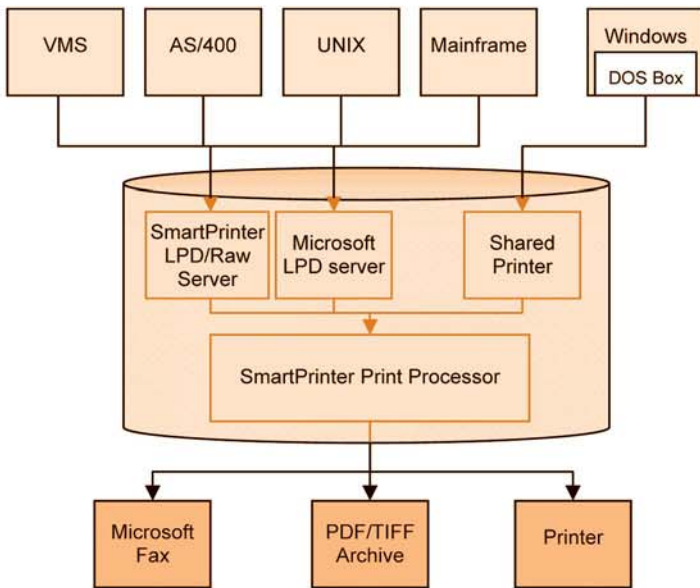 VMS
AS/400
UNIX
Mainframe
Windows
DOS Box
SmartPrinter
LPD/Raw
Server
Microsoft
LPD server
Shared
Printer
SmartPrinter Print Processor
Microsoft
Fax
PDF/TIFF
Archive
Printer